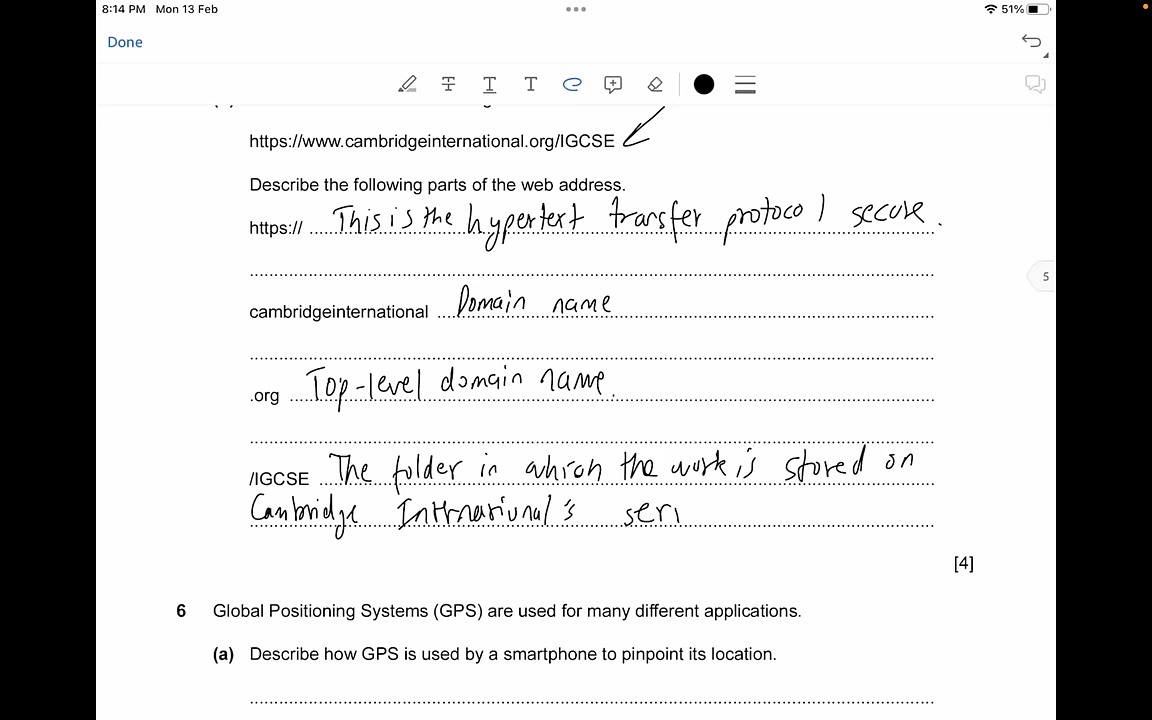 8:14 PM Mon 13 Feb
51%
Done
T T T
https://www.cambridgeinternational.org/IGCSE
Describe the following parts of the web address.
https:// This is the hypertext transfer protocol secure.
cambridgeinternational Domain name
.org Top-level domain name.
/IGCSE The folder in which the work is stored on
Cambridge International's
[4]
5
6 Global Positioning Systems (GPS) are used for many different applications.
(a) Describe how GPS is used by a smartphone to pinpoint its location.